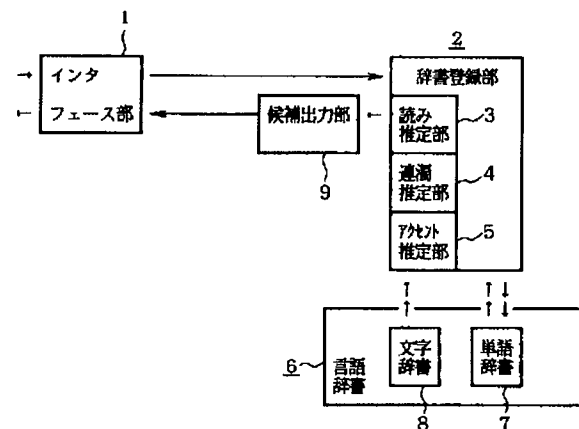 1
2
インタ
フェース部
辞書登録部
候補出力部
読み
推定部
3
連濁
推定部
4
アクセント
推定部
5
9
6
言語
辞書
文字
辞書
単語
辞書
8
7